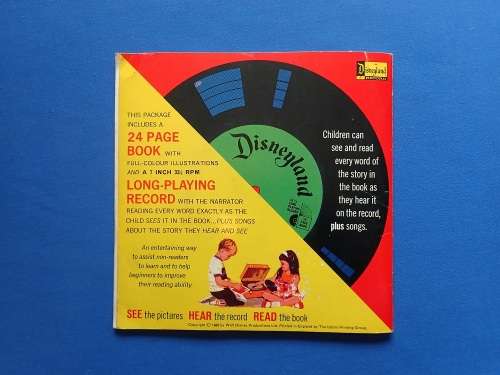 Disneyland
THIS PACKAGE
INCLUDES A
24 PAGE
BOOK WITH
FULL-COLOUR ILLUSTRATIONS
AND A 7 INCH 33⅓ RPM
LONG-PLAYING
RECORD WITH THE NARRATOR
READING EVERY WORD EXACTLY AS THE
CHILD SEES IT IN THE BOOK...PLUS SONGS
ABOUT THE STORY THEY HEAR AND SEE
An entertaining way
to assist non-readers
to learn and to help
beginners to improve
their reading ability.
Disneyland
Children can
see and read
every word of
the story in
the book as
they hear it
on the record,
plus songs.
SEE the pictures HEAR the record READ the book